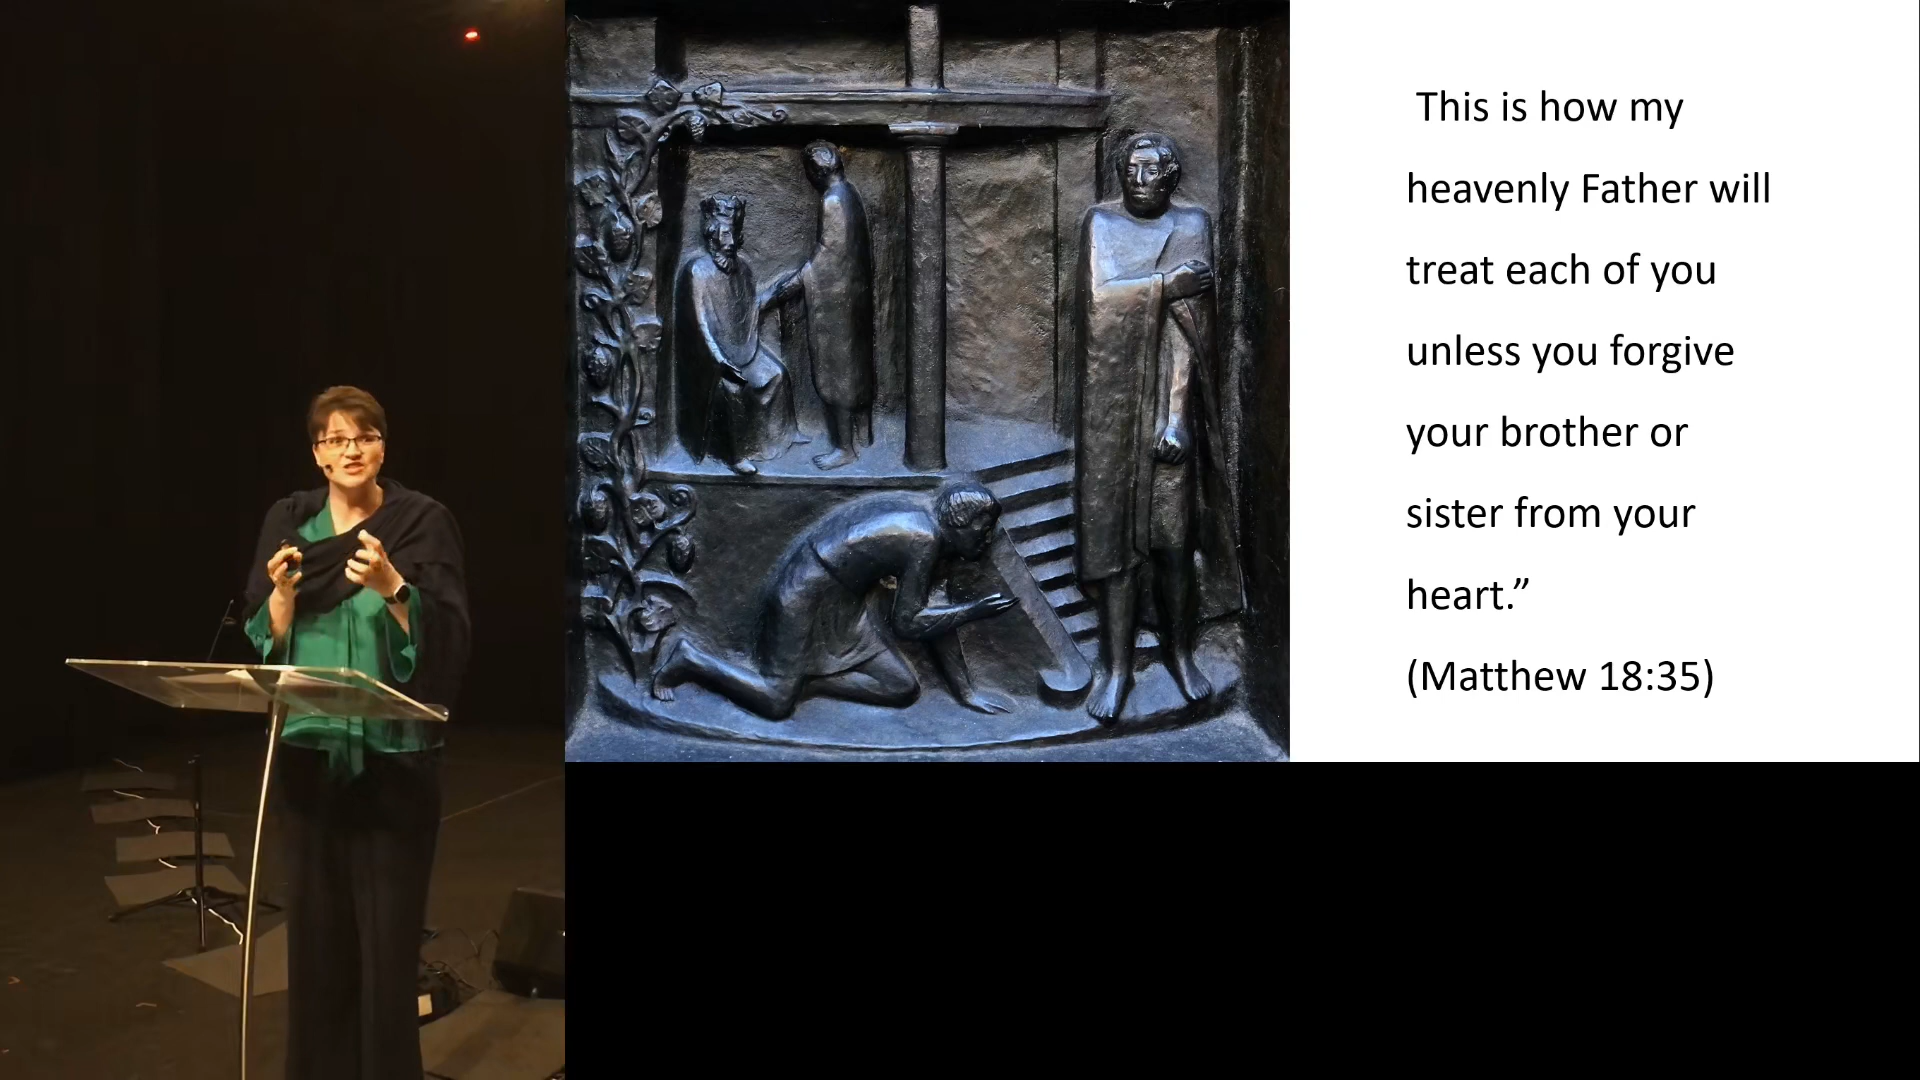 This is how my
heavenly Father will
treat each of you
unless you forgive
your brother or
sister from your
heart.”
(Matthew 18:35)